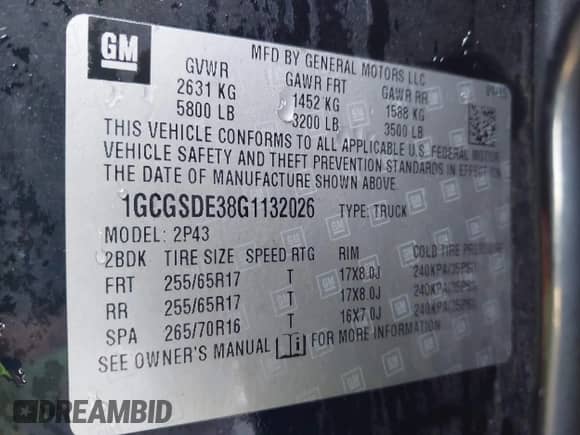 GM
MFD BY GENERAL MOTORS LLC
GVWR GAWR FRT GAWR RR
2631 KG 1452 KG 1588 KG
5800 LB 3200 LB 3500 LB
THIS VEHICLE CONFORMS TO ALL APPLICABLE U.S. FEDERAL MOTOR
VEHICLE SAFETY AND THEFT PREVENTION STANDARDS IN EFFECT ON
THE DATE OF MANUFACTURE SHOWN ABOVE.
1GCGSDE38G1132026 TYPE: TRUCK
MODEL: 2P43
2BDK TIRE SIZE SPEED RTG RIM COLD TIRE PRESSURE
FRT 255/65R17 T 17X8.0J 240KPA/35PSI
RR 255/65R17 T 17X8.0J 240KPA/35PSI
SPA 265/70R16 T 16X7.0J 240KPA/35PSI
SEE OWNER'S MANUAL FOR MORE INFORMATION
DREAMBID